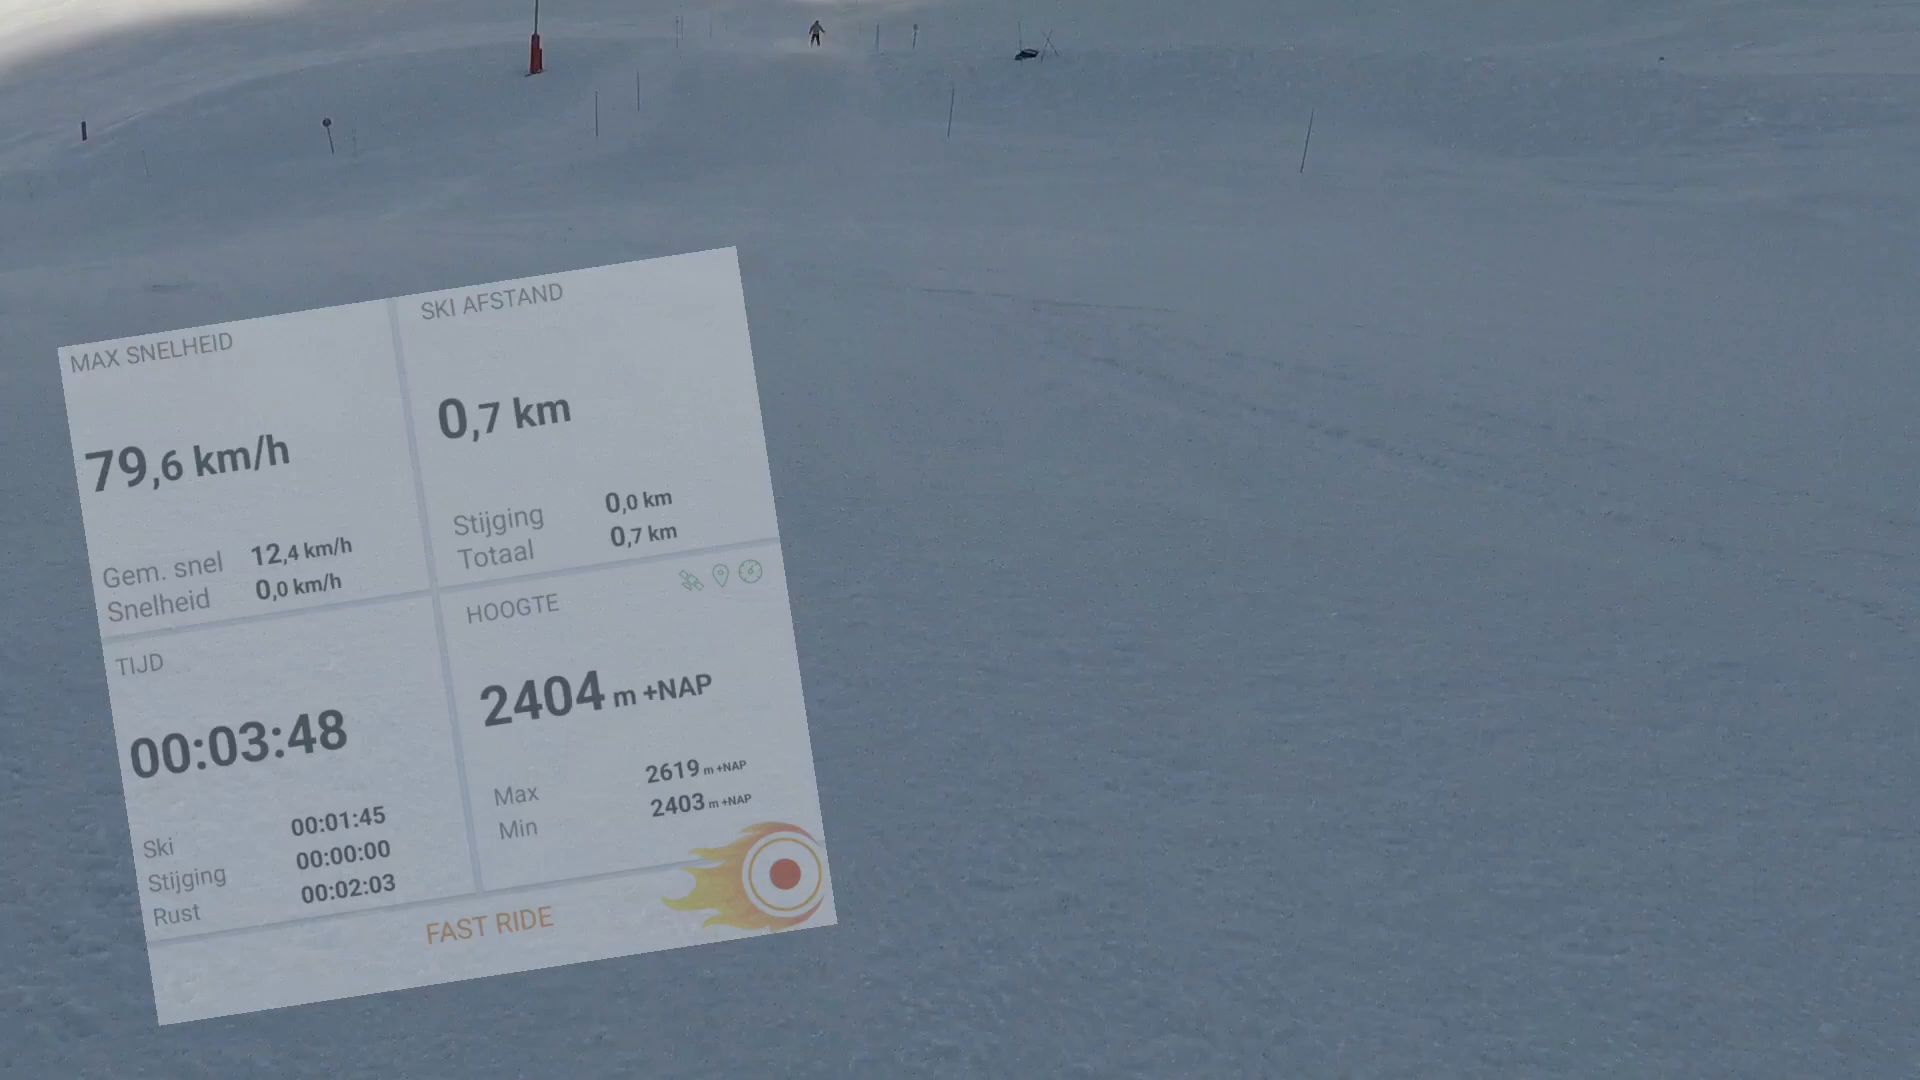 MAX SNELHEID
79,6 km/h
Gem. snel 12,4 km/h
Snelheid 0,0 km/h
SKI AFSTAND
0,7 km
Stijging 0,0 km
Totaal 0,7 km
TIJD
00:03:48
Ski 00:01:45
Stijging 00:00:00
Rust 00:02:03
HOOGTE
2404 m +NAP
Max 2619 m +NAP
Min 2403 m +NAP
FAST RIDE